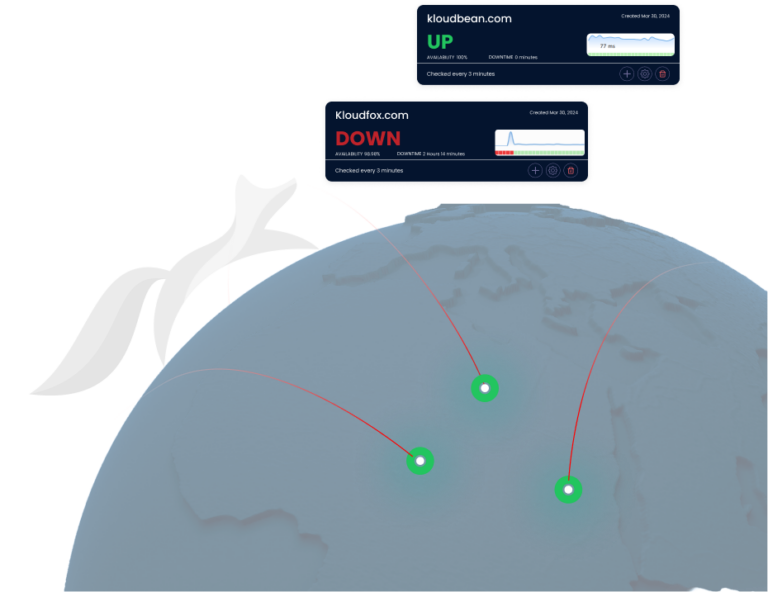 kloudbean.com
Created Mar 30, 2024
UP
77 ms
AVAILABILITY 100%
DOWNTIME 0 minutes
Checked every 3 minutes
Kloudfox.com
Created Mar 30, 2024
DOWN
AVAILABILITY 99.98%
DOWNTIME 2 Hours 14 minutes
Checked every 3 minutes